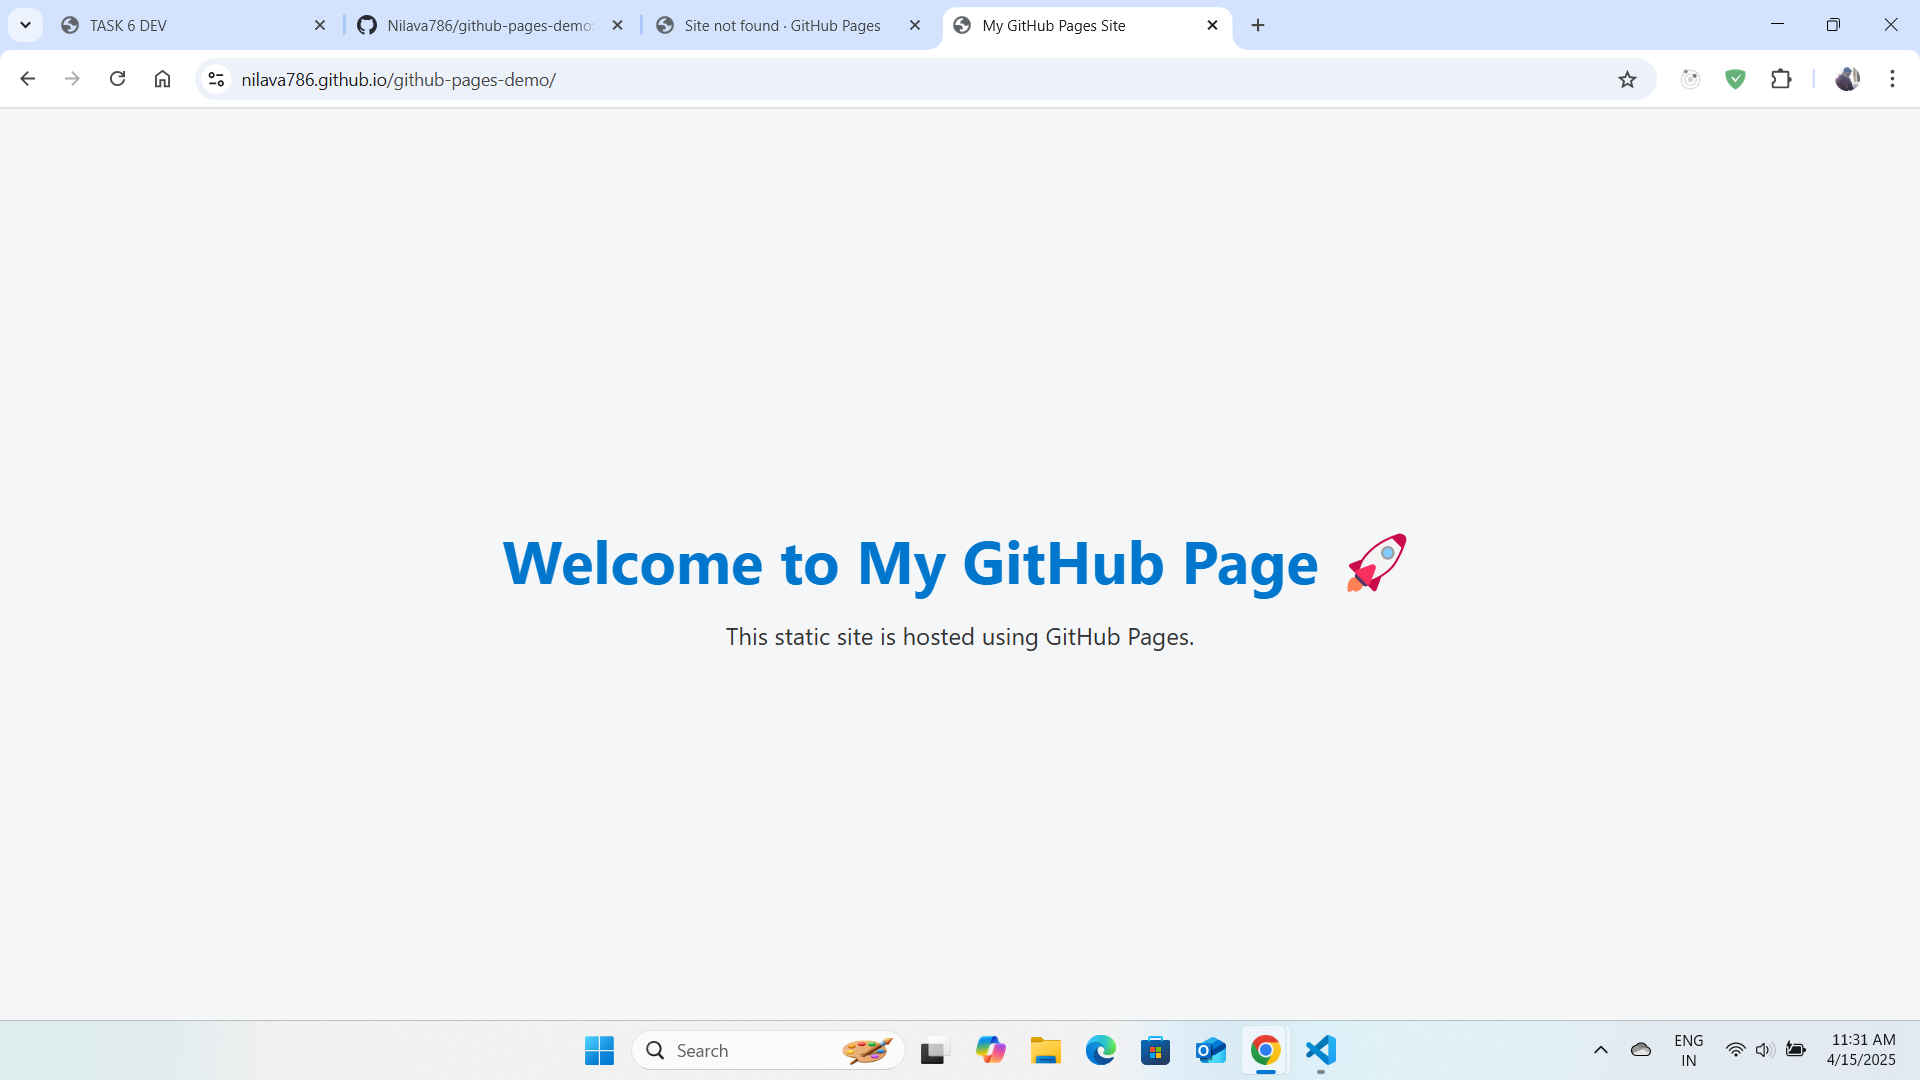 TASK 6 DEV
Nilava786/github-pages-demo:
Site not found · GitHub Pages
My GitHub Pages Site
nilava786.github.io/github-pages-demo/
Welcome to My GitHub Page 🚀
This static site is hosted using GitHub Pages.
Search
ENG
IN
11:31 AM
4/15/2025